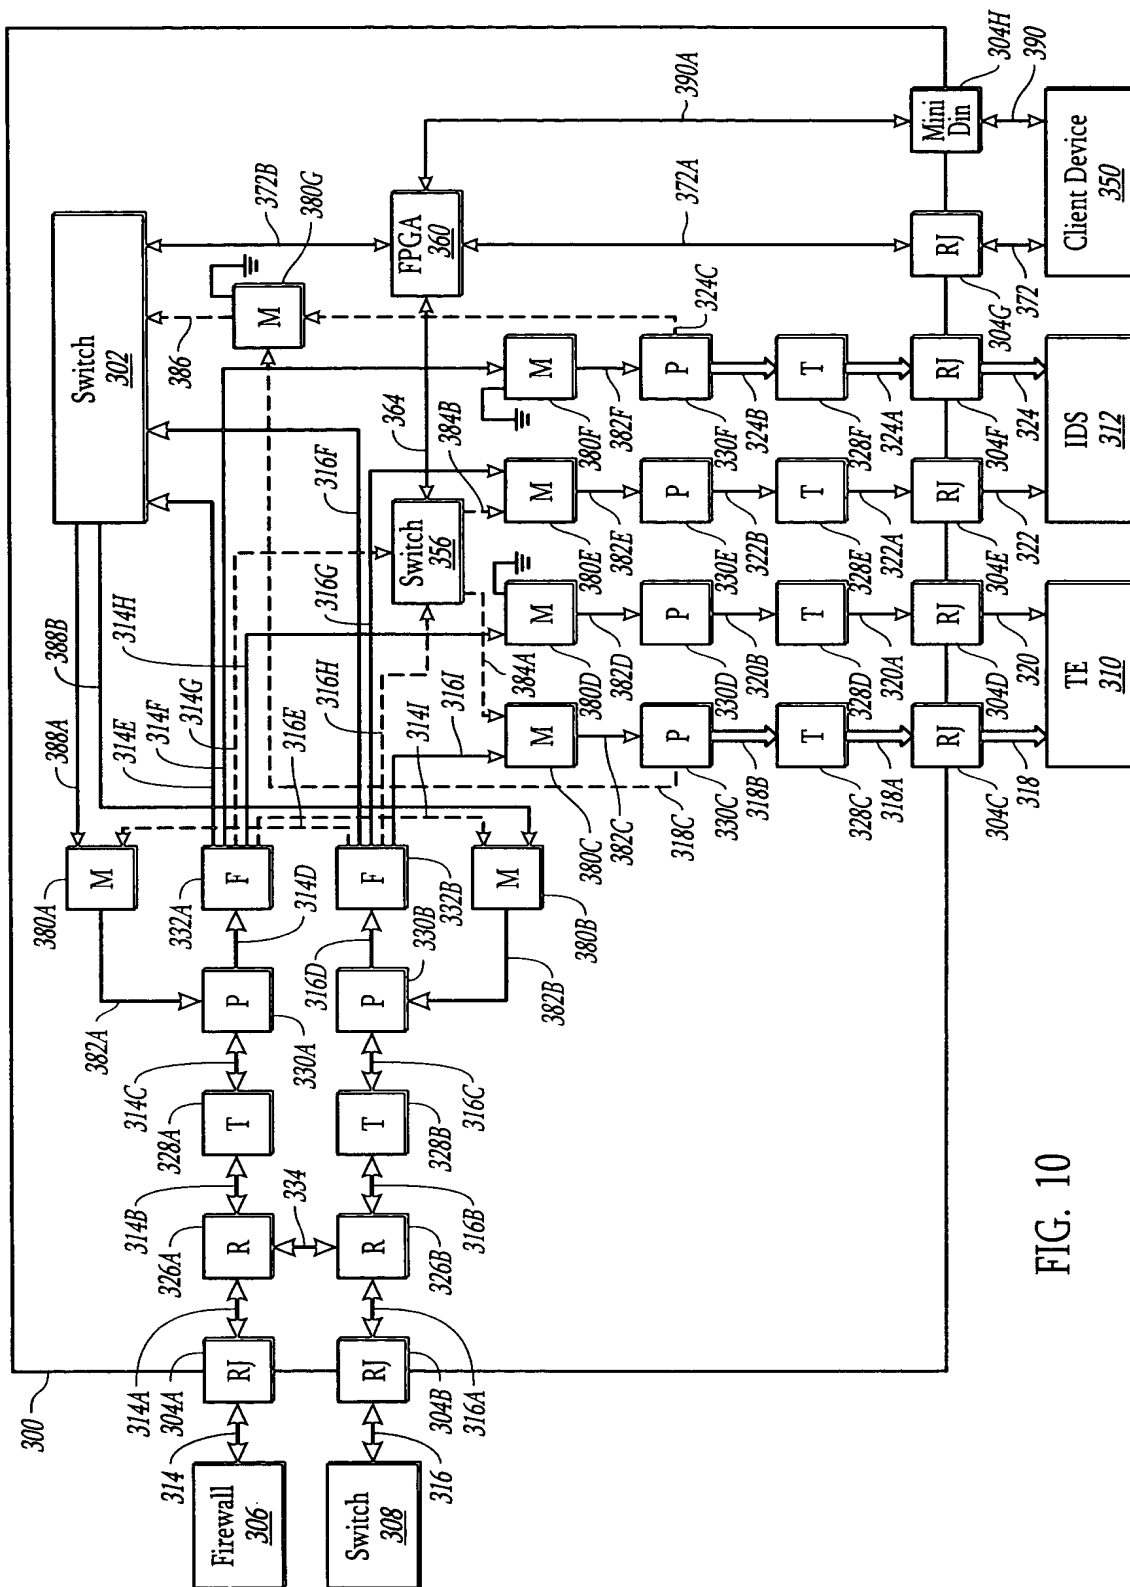 300
Firewall
306
314
304A
RJ
314A
326A
R
314B
328A
T
314C
330A
P
382A
380A
M
332A
F
314D
388A
388B
314E
314F
314G
314H
Switch
302
334
Switch
308
316
304B
RJ
316A
326B
R
316B
328B
T
316C
P
330B
316D
F
332B
M
380B
382B
316E
314I
316I
316H
316G
316F
Switch
356
364
384B
384A
FPGA
360
372B
M
380G
386
390A
372A
M
380C
M
380D
M
380E
M
380F
382C
382D
382E
382F
318C
324C
P
330C
P
330D
P
330E
P
330F
318B
320B
322B
324B
T
328C
T
328D
T
328E
T
328F
318A
320A
322A
324A
RJ
304C
RJ
304D
RJ
304E
RJ
304F
RJ
304G
Mini
Din
304H
318
320
322
324
372
390
TE
310
IDS
312
Client Device
350
FIG. 10